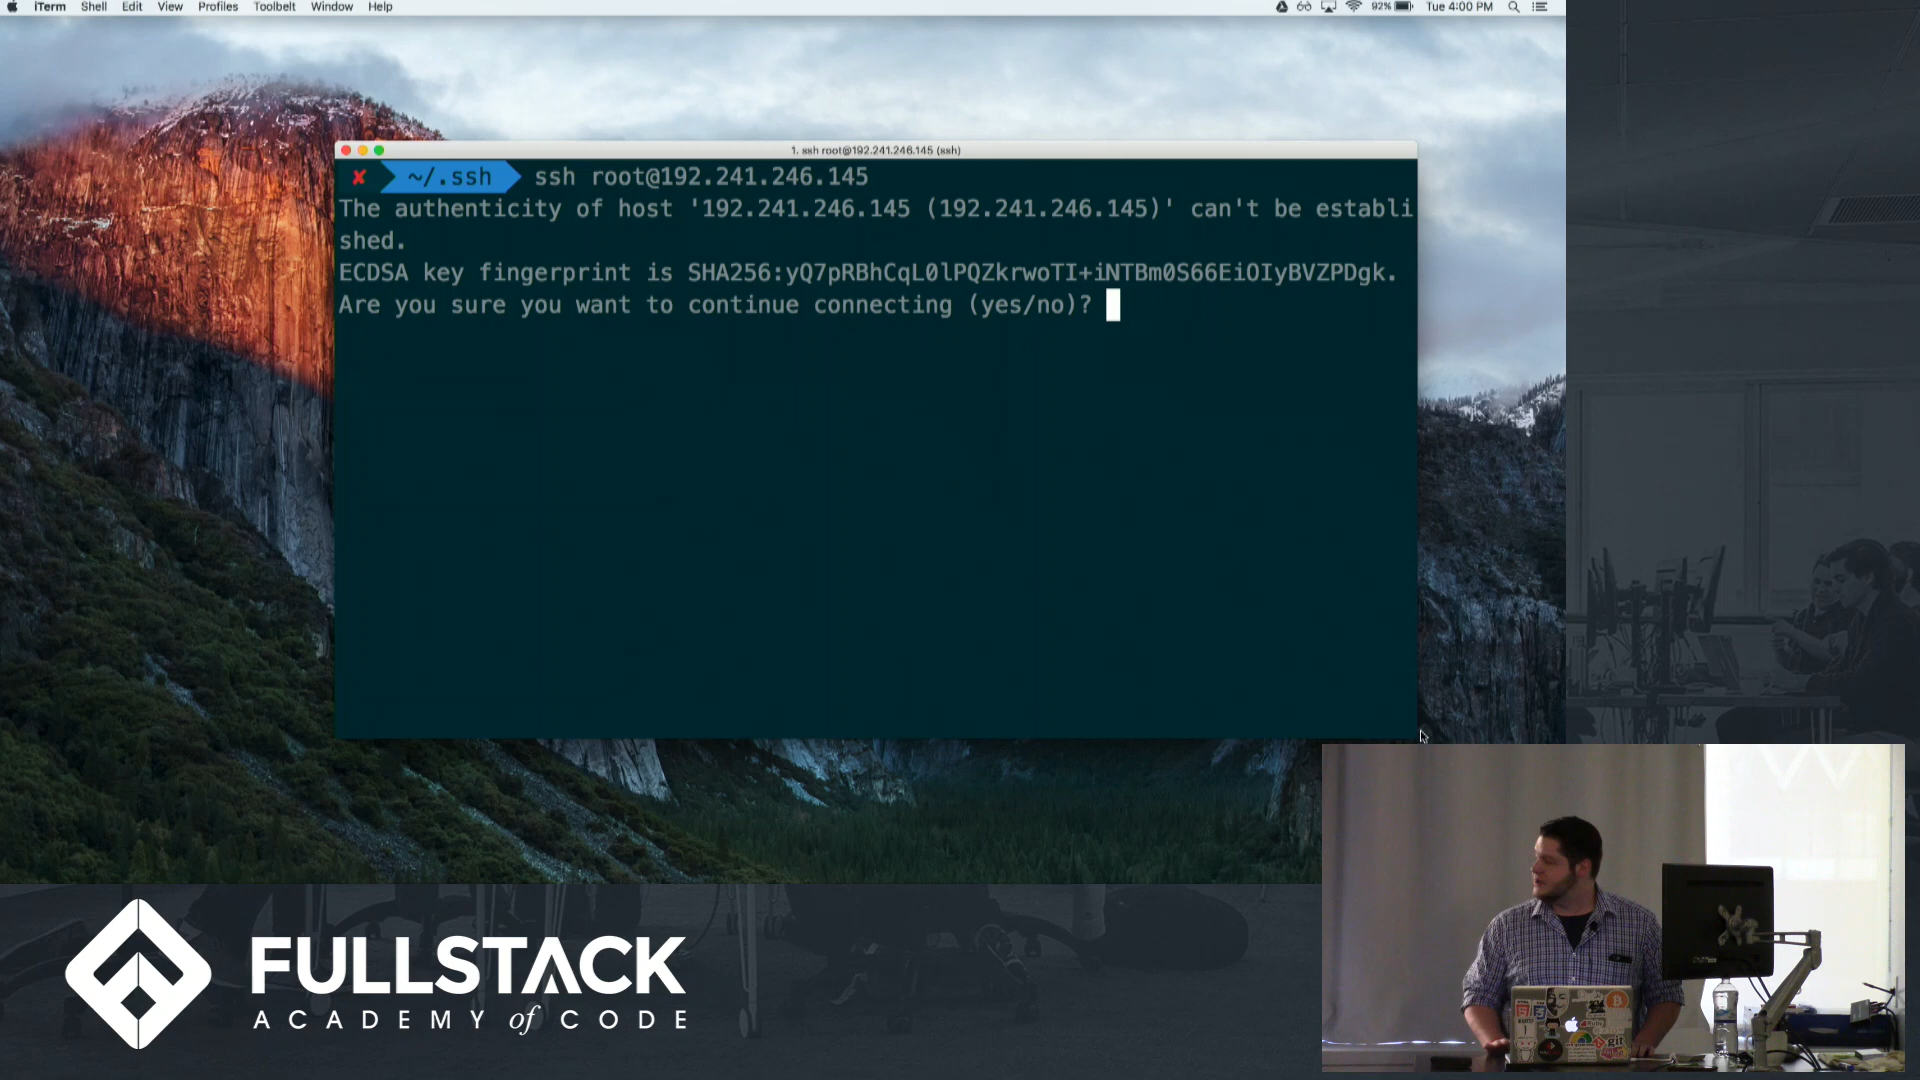 iTerm Shell Edit View Profiles Toolbelt Window Help
92% Tue 4:00 PM
1. ssh root@192.241.246.145 (ssh)
✘ ~/.ssh ssh root@192.241.246.145
The authenticity of host '192.241.246.145 (192.241.246.145)' can't be establi
shed.
ECDSA key fingerprint is SHA256:yQ7pRBhCqL0lPQZkrwoTI+iNTBm0S66EiOIyBVZPDgk.
Are you sure you want to continue connecting (yes/no)?
FULLSTACK
ACADEMY of CODE
git